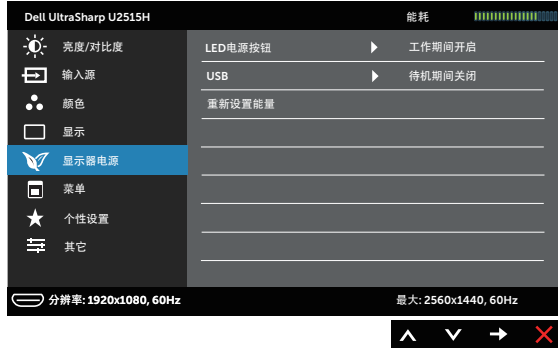 Dell UltraSharp U2515H 能耗
亮度/对比度
输入源
颜色
显示
显示器电源
菜单
个性设置
其它
LED电源按钮 工作期间开启
USB 待机期间关闭
重新设置能量
分辨率: 1920x1080, 60Hz 最大: 2560x1440, 60Hz